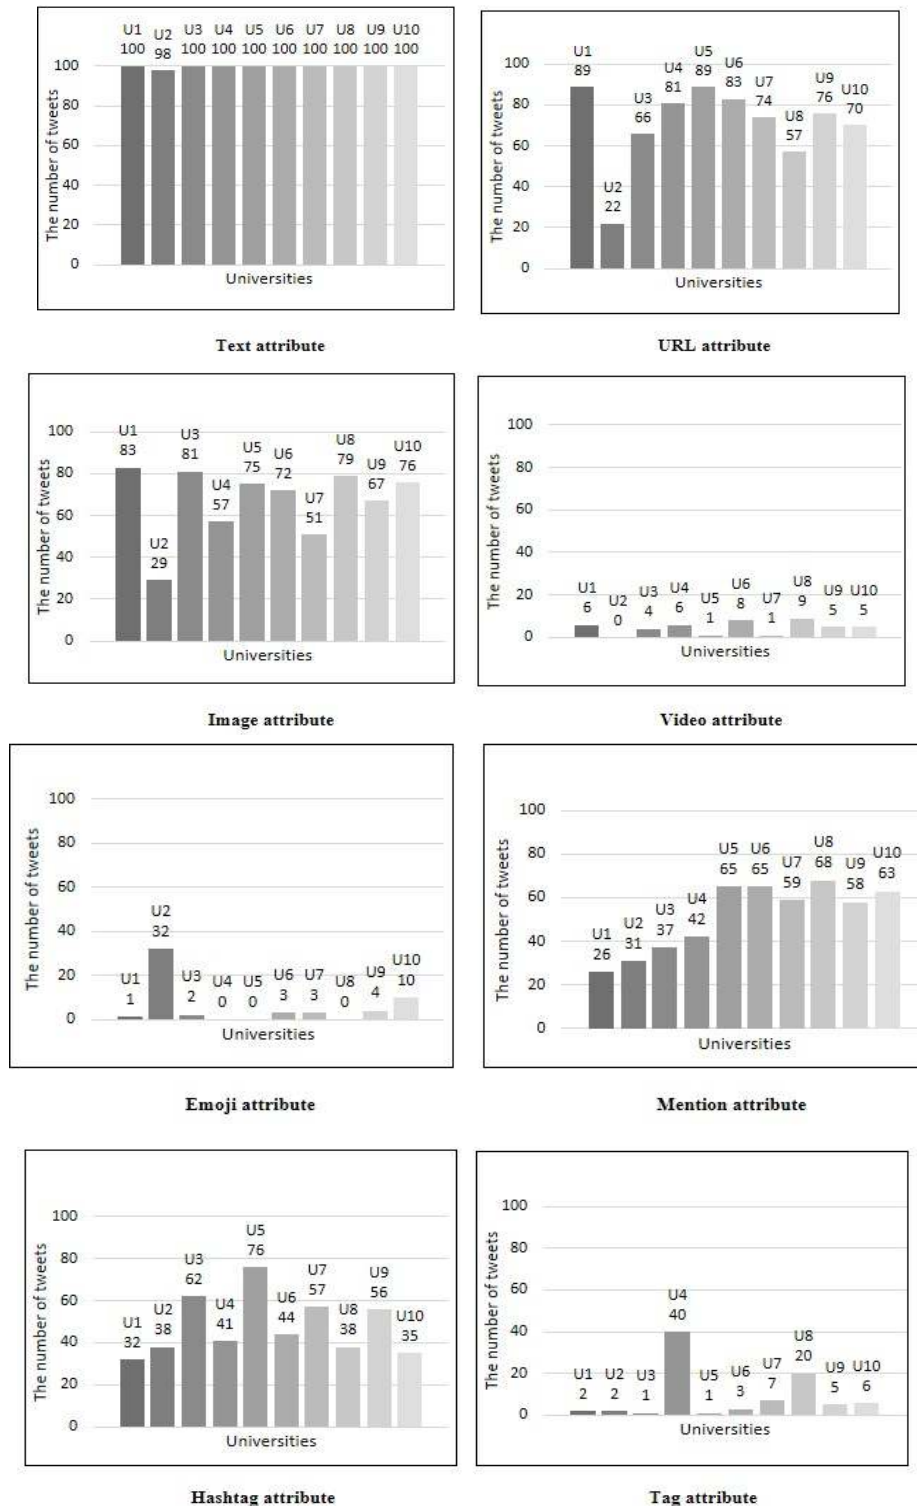 U1 U2 U3 U4 U5 U6 U7 U8 U9 U10
100 98 100 100 100 100 100 100 100 100
The number of tweets
100
80
60
40
20
0
Universities
Text attribute
U1 U2 U3 U4 U5 U6 U7 U8 U9 U10
89 22 66 81 89 83 74 57 76 70
The number of tweets
100
80
60
40
20
0
Universities
URL attribute
U1 U2 U3 U4 U5 U6 U7 U8 U9 U10
83 29 81 57 75 72 51 79 67 76
The number of tweets
100
80
60
40
20
0
Universities
Image attribute
U1 U2 U3 U4 U5 U6 U7 U8 U9 U10
6 0 4 6 1 8 1 9 5 5
The number of tweets
100
80
60
40
20
0
Universities
Video attribute
U1 U2 U3 U4 U5 U6 U7 U8 U9 U10
1 32 2 0 0 3 3 0 4 10
The number of tweets
100
80
60
40
20
0
Universities
Emoji attribute
U1 U2 U3 U4 U5 U6 U7 U8 U9 U10
26 31 37 42 65 65 59 68 58 63
The number of tweets
100
80
60
40
20
0
Universities
Mention attribute
U1 U2 U3 U4 U5 U6 U7 U8 U9 U10
32 38 62 41 76 44 57 38 56 35
The number of tweets
100
80
60
40
20
0
Universities
Hashtag attribute
U1 U2 U3 U4 U5 U6 U7 U8 U9 U10
2 2 1 40 1 3 7 20 5 6
The number of tweets
100
80
60
40
20
0
Universities
Tag attribute